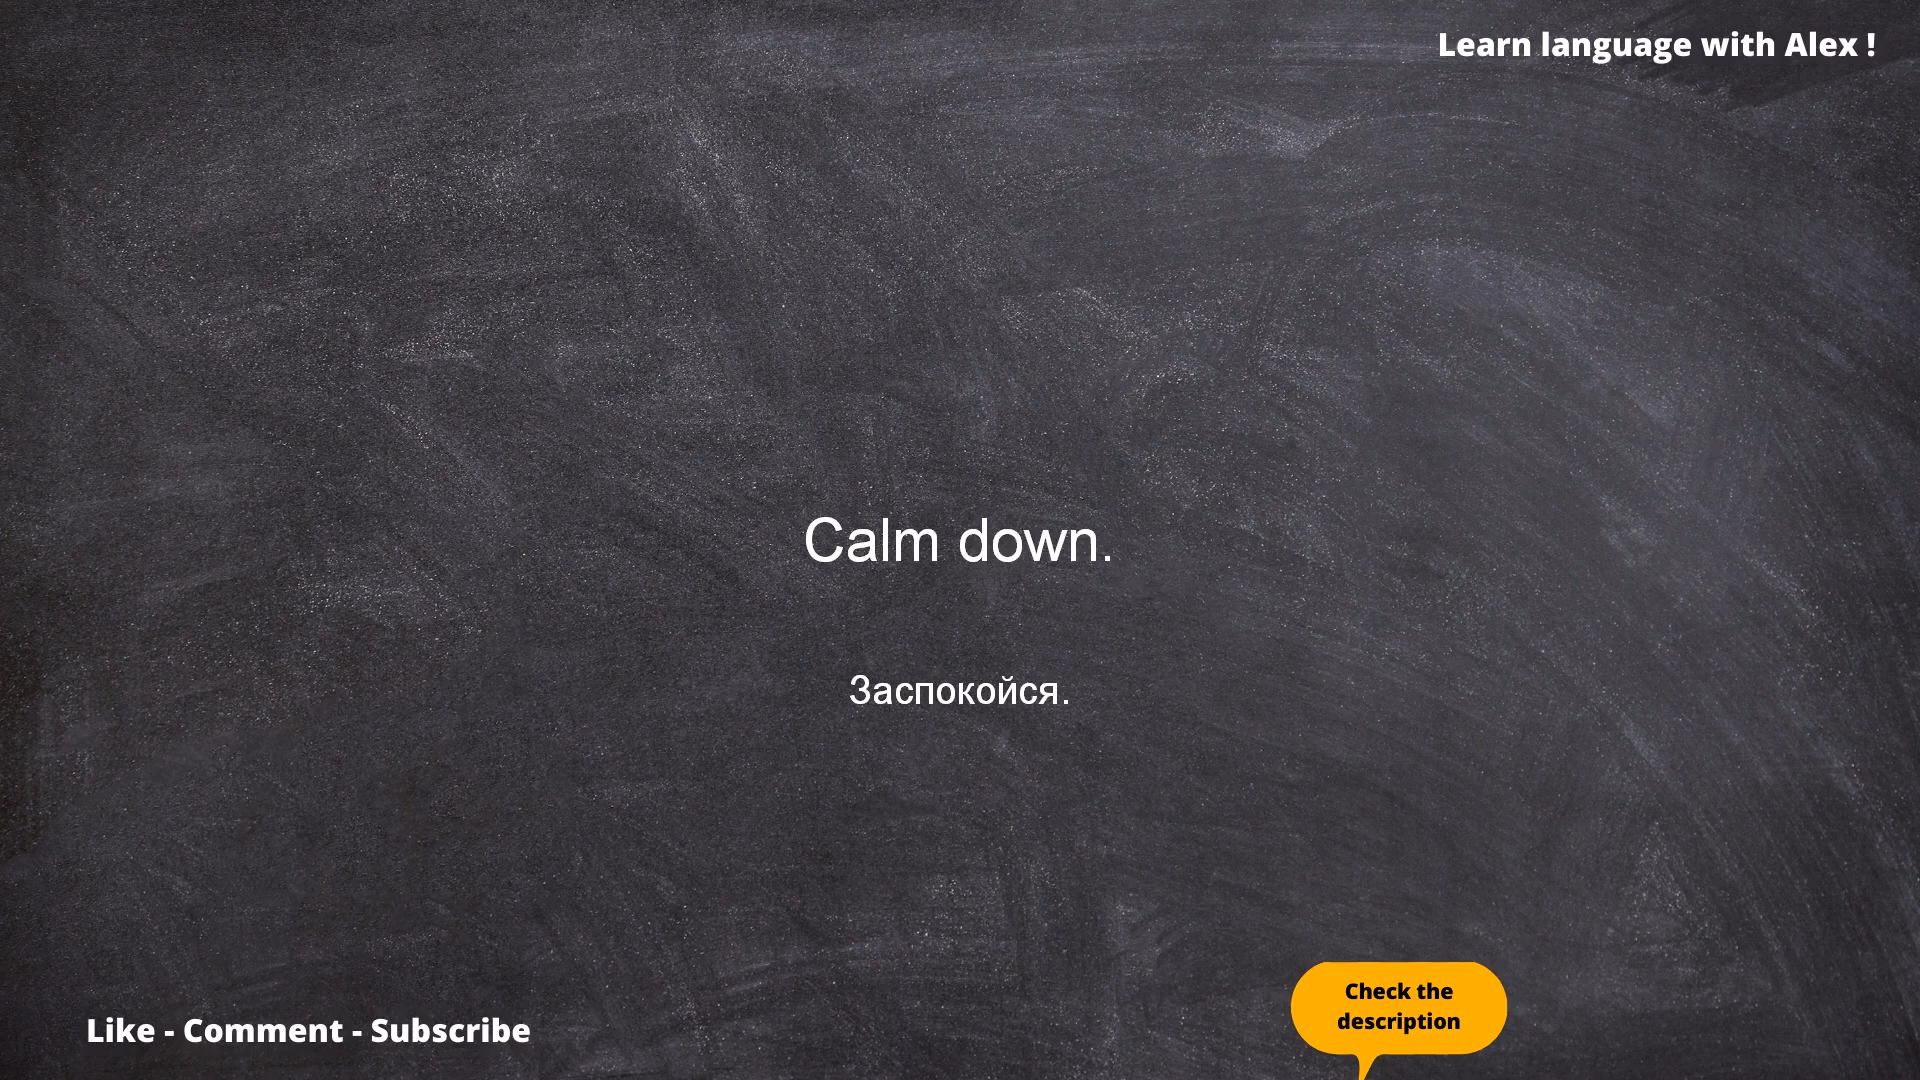 Learn language with Alex !
Calm down.
Заспокойся.
Check the
description
Like - Comment - Subscribe